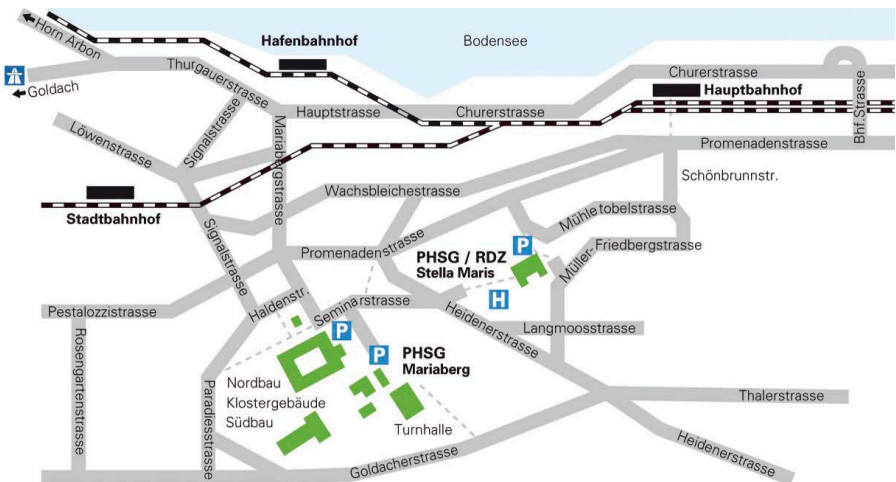 Horn Arbon
Goldach
Hafenbahnhof
Bodensee
Thurgauerstrasse
Churerstrasse
Hauptbahnhof
Hauptstrasse
Churerstrasse
Bhf.Strasse
Löwenstrasse
Signalstrasse
Mariabergstrasse
Promenadenstrasse
Schönbrunnstr.
Wachsbleichestrasse
Stadtbahnhof
Signalstrasse
Mühletobelstrasse
Promenadenstrasse
P
PHSG / RDZ
Stella Maris
Müller-Friedbergstrasse
H
Pestalozzistrasse
Haldenstr.
Seminarstrasse
P
Heidenerstrasse
Langmoosstrasse
Rosengartenstrasse
P
PHSG
Mariaberg
Nordbau
Klostergebäude
Südbau
Paradiesstrasse
Turnhalle
Thalerstrasse
Goldacherstrasse
Heidenerstrasse